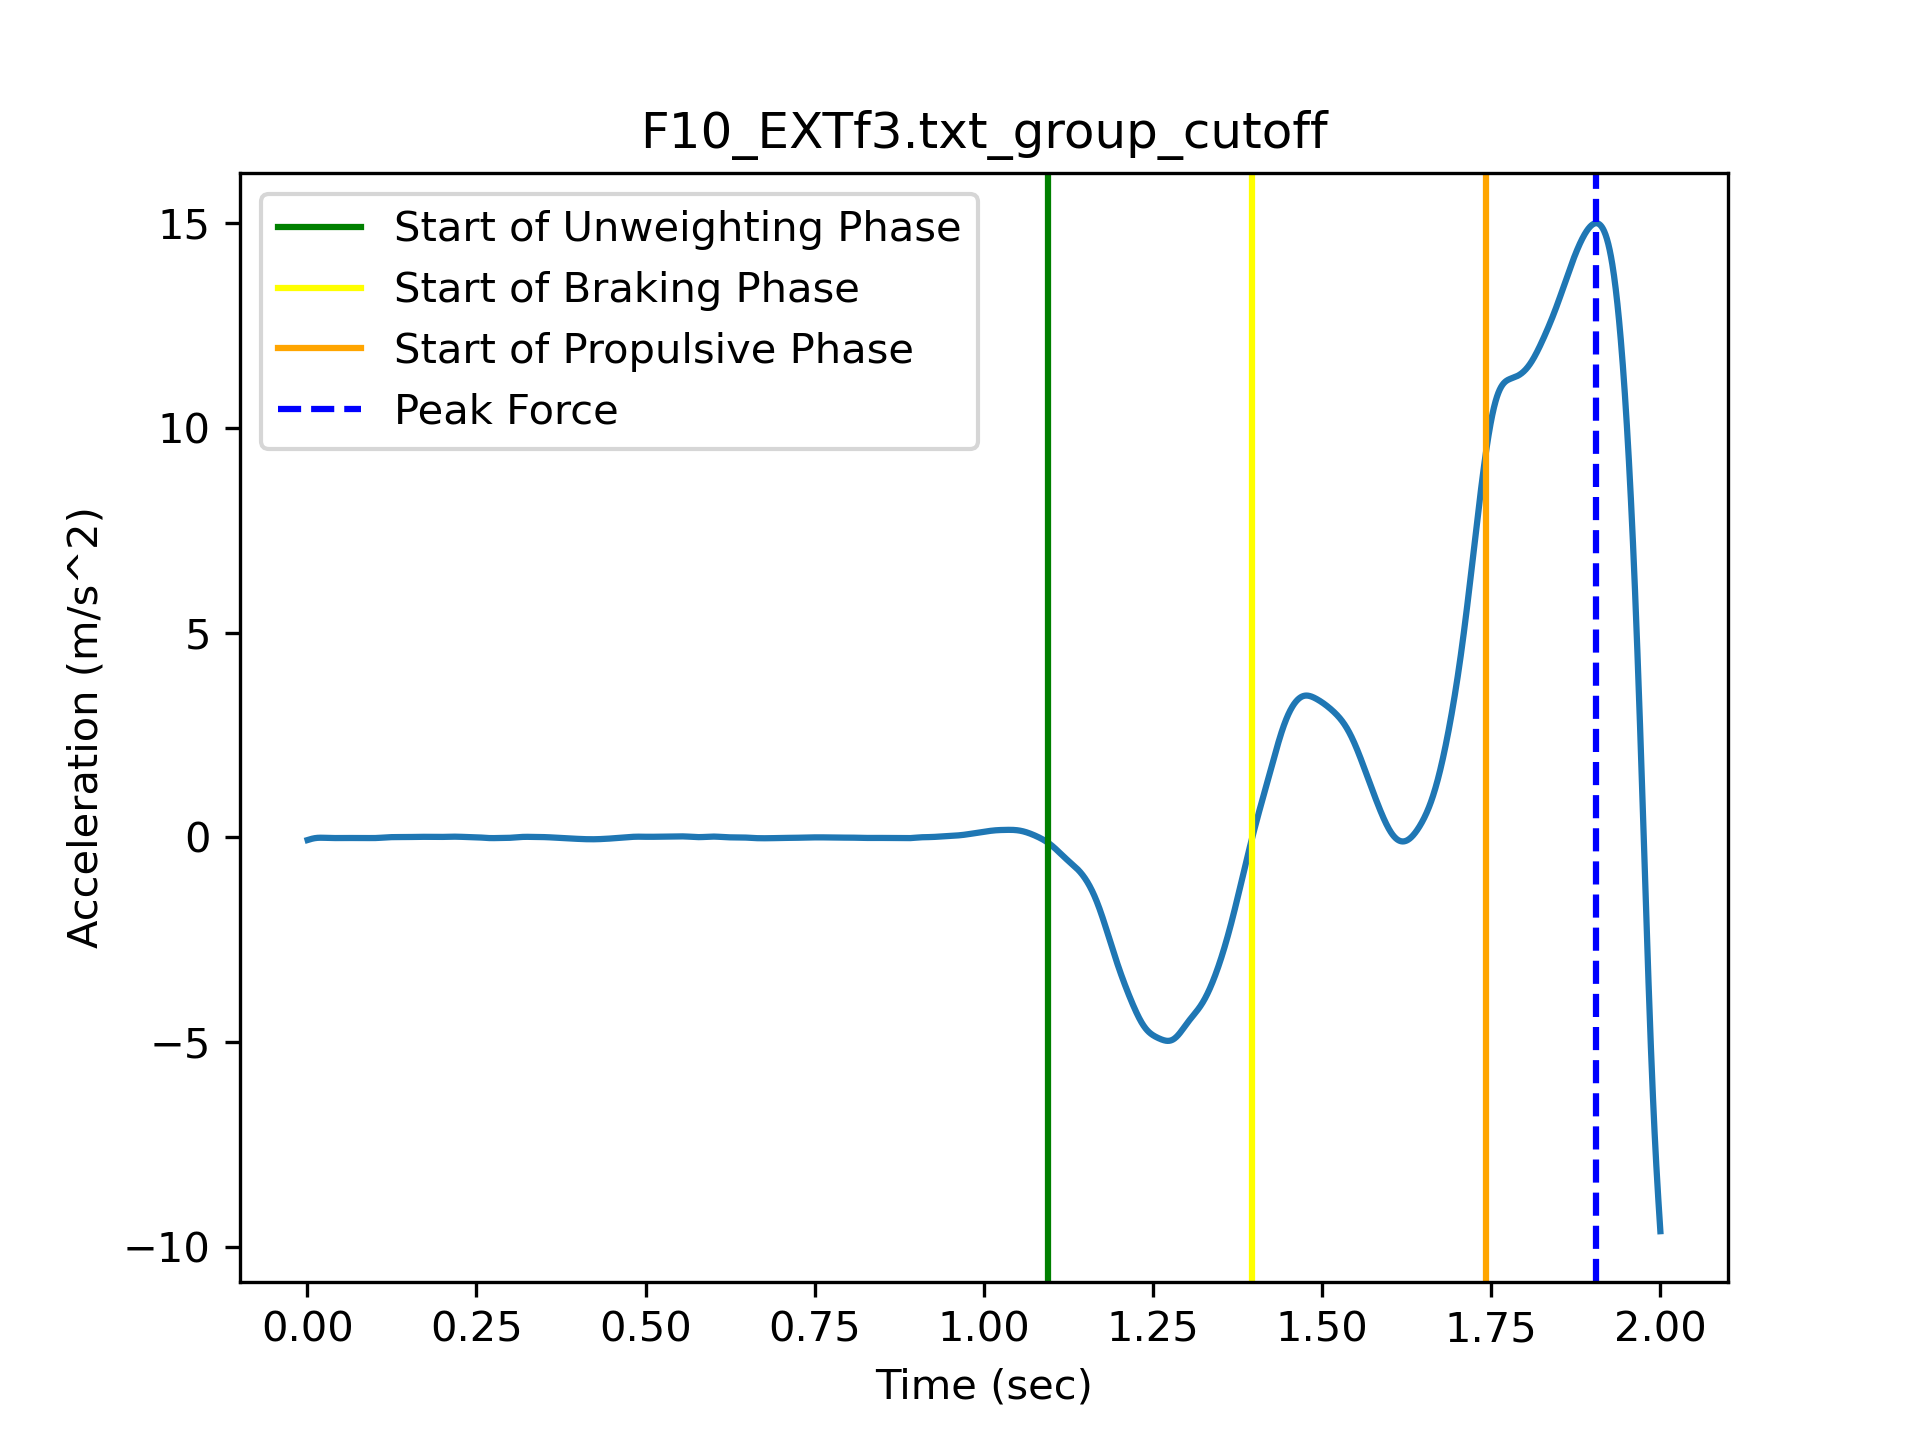 F10_EXTf3.txt_group_cutoff
Start of Unweighting Phase
Start of Braking Phase
Start of Propulsive Phase
Peak Force
Acceleration (m/s^2)
15
10
5
0
−5
−10
0.00 0.25 0.50 0.75 1.00 1.25 1.50 1.75 2.00
Time (sec)